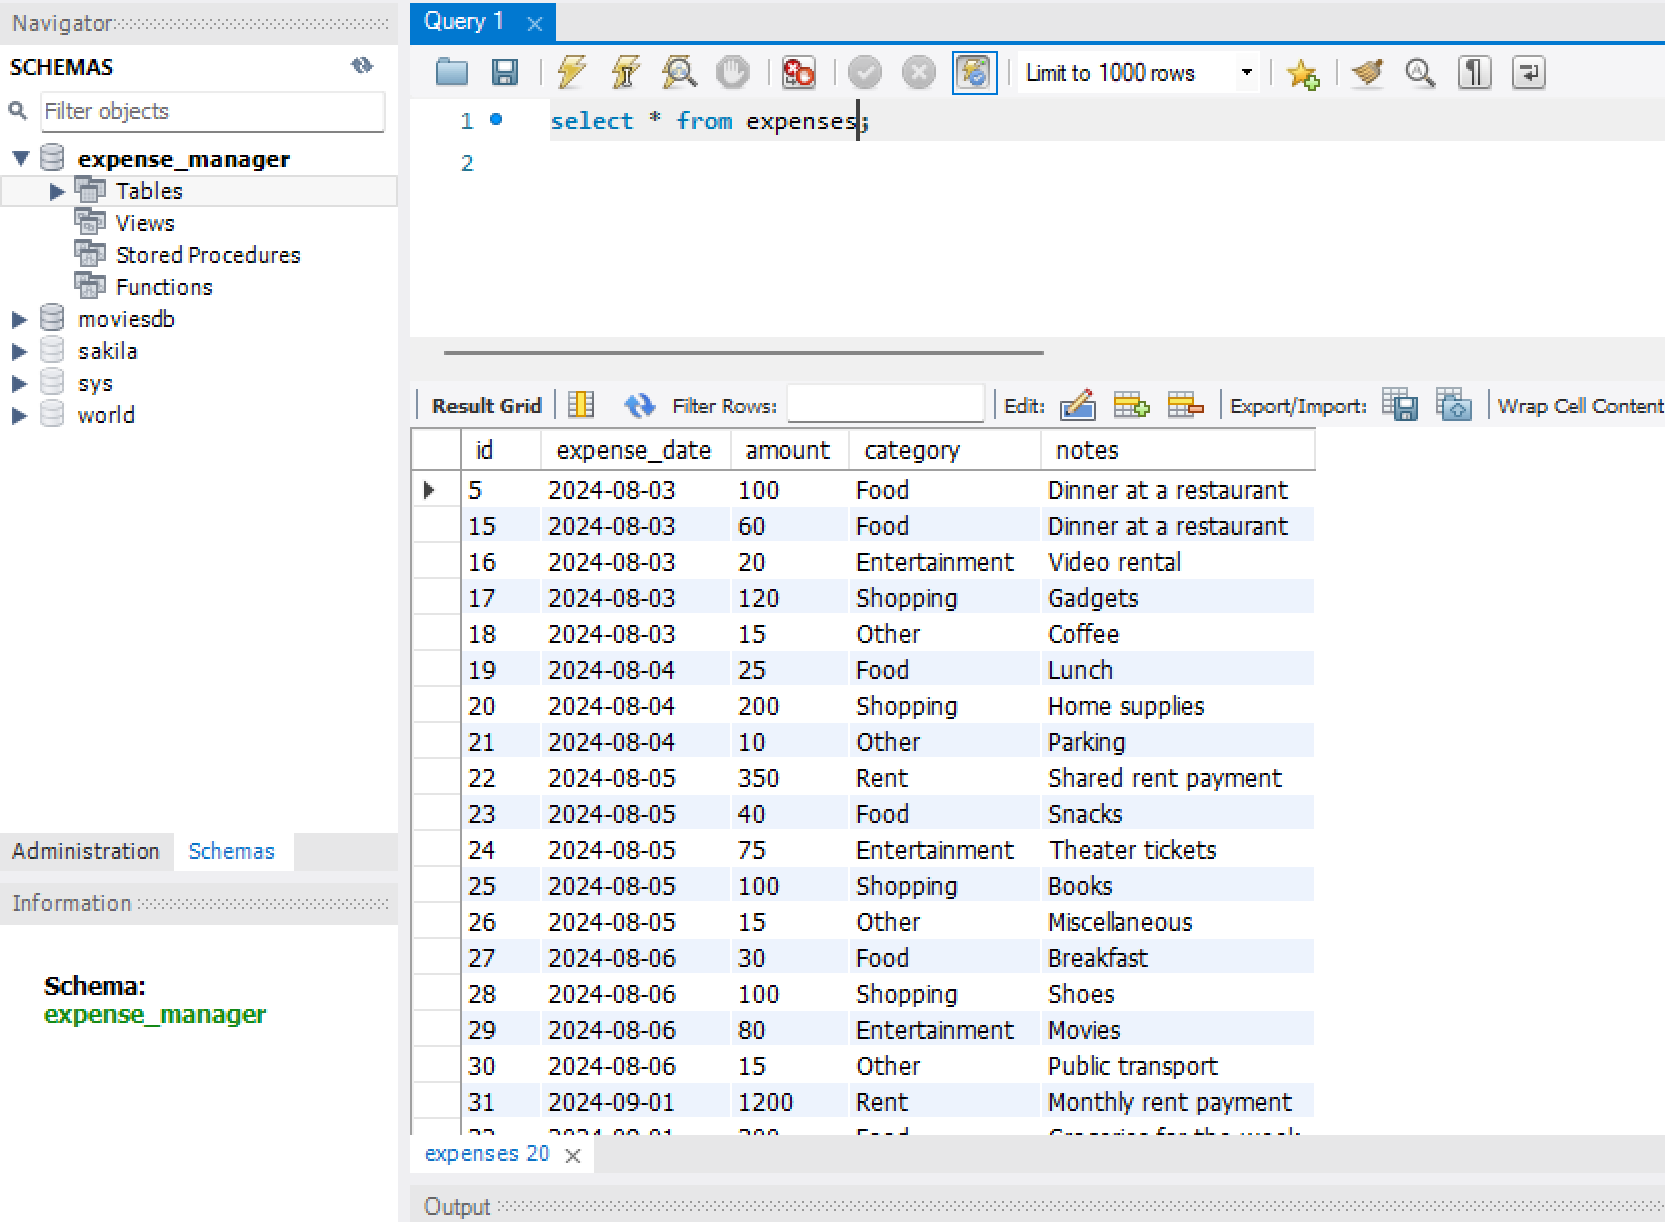 Navigator
SCHEMAS
Filter objects
expense_manager
Tables
Views
Stored Procedures
Functions
moviesdb
sakila
sys
world
Administration Schemas
Information
Schema:
expense_manager
Query 1
Limit to 1000 rows
1 select * from expenses;
2
Result Grid Filter Rows: Edit: Export/Import: Wrap Cell Content
id expense_date amount category notes
5 2024-08-03 100 Food Dinner at a restaurant
15 2024-08-03 60 Food Dinner at a restaurant
16 2024-08-03 20 Entertainment Video rental
17 2024-08-03 120 Shopping Gadgets
18 2024-08-03 15 Other Coffee
19 2024-08-04 25 Food Lunch
20 2024-08-04 200 Shopping Home supplies
21 2024-08-04 10 Other Parking
22 2024-08-05 350 Rent Shared rent payment
23 2024-08-05 40 Food Snacks
24 2024-08-05 75 Entertainment Theater tickets
25 2024-08-05 100 Shopping Books
26 2024-08-05 15 Other Miscellaneous
27 2024-08-06 30 Food Breakfast
28 2024-08-06 100 Shopping Shoes
29 2024-08-06 80 Entertainment Movies
30 2024-08-06 15 Other Public transport
31 2024-09-01 1200 Rent Monthly rent payment
expenses 20
Output